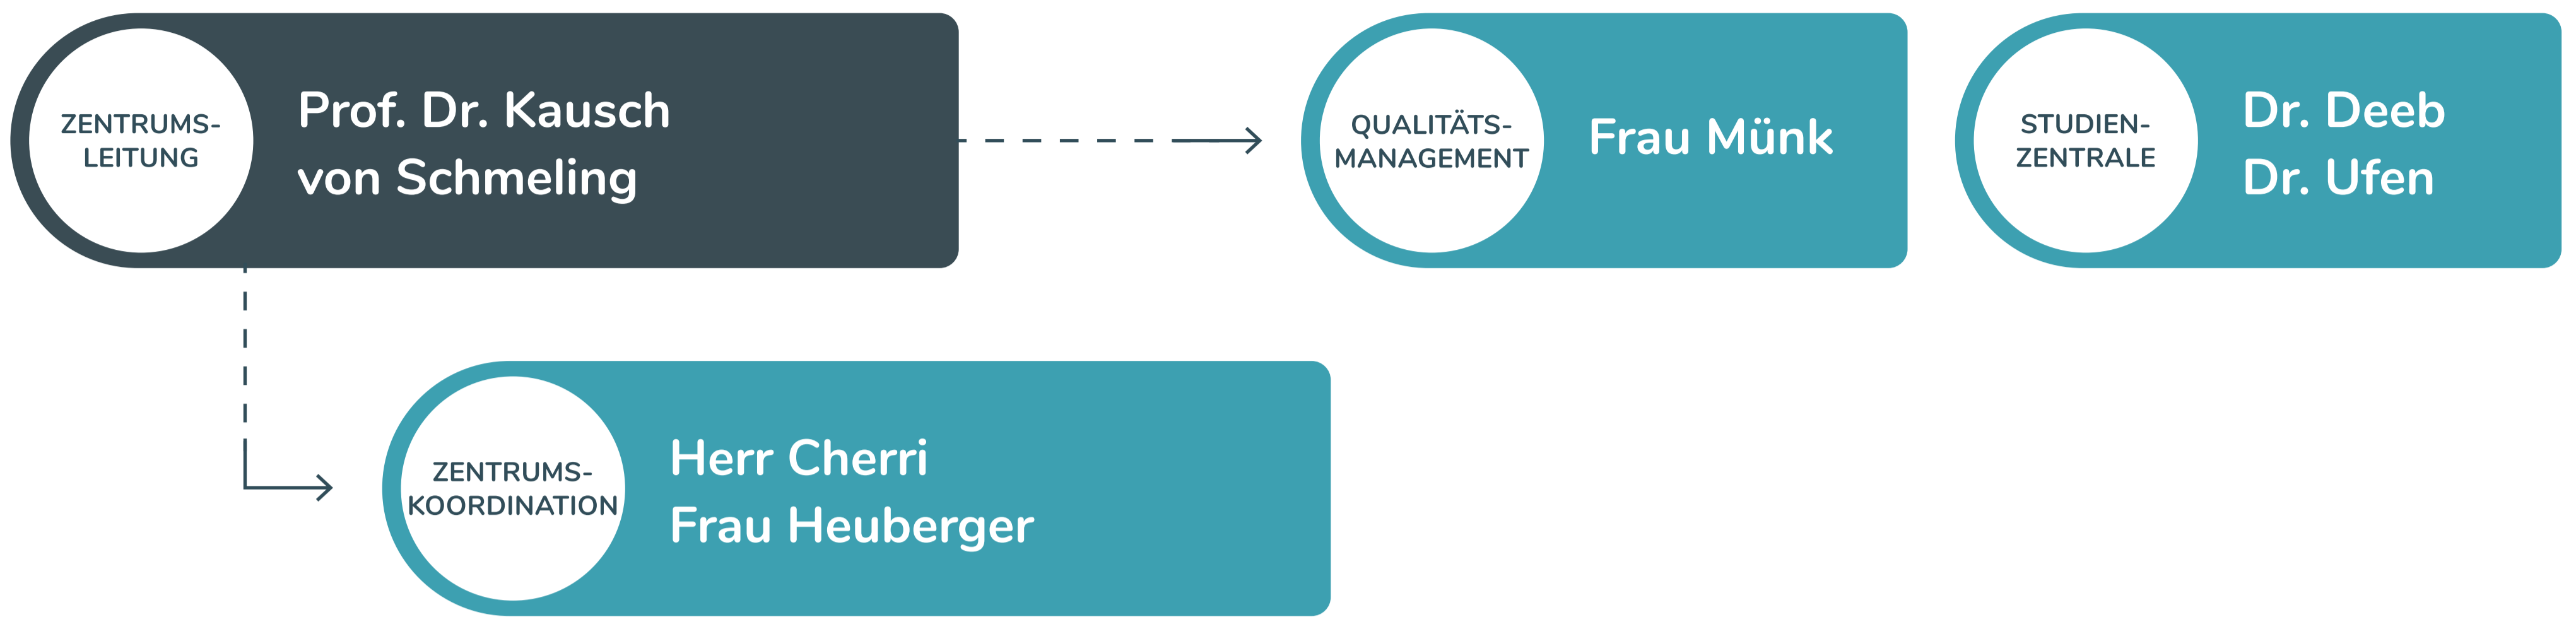 ZENTRUMS-
LEITUNG
Prof. Dr. Kausch
von Schmeling
QUALITÄTS-
MANAGEMENT
Frau Münk
STUDIEN-
ZENTRALE
Dr. Deeb
Dr. Ufen
ZENTRUMS-
KOORDINATION
Herr Cherri
Frau Heuberger